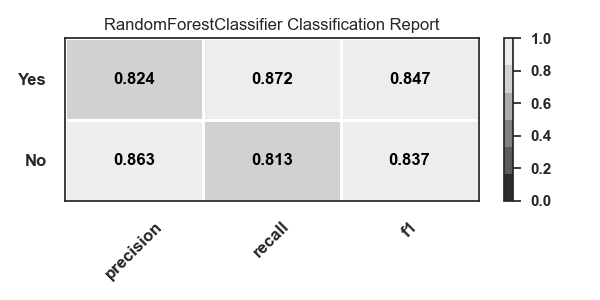 RandomForestClassifier Classification Report
Yes 0.824 0.872 0.847
No 0.863 0.813 0.837
precision recall f1
1.0
0.8
0.6
0.4
0.2
0.0